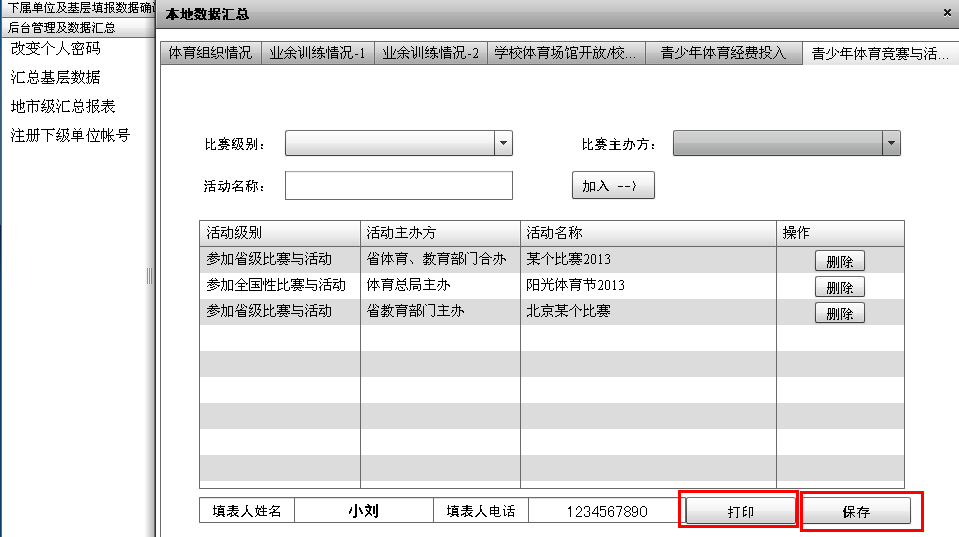 下属单位及基层填报数据确
后台管理及数据汇总
改变个人密码
汇总基层数据
地市级汇总报表
注册下级单位帐号
本地数据汇总 ×
体育组织情况 业余训练情况-1 业余训练情况-2 学校体育场馆开放/校... 青少年体育经费投入 青少年体育竞赛与活...
比赛级别： 比赛主办方：
活动名称： 加入 --〉
活动级别 活动主办方 活动名称 操作
参加省级比赛与活动 省体育、教育部门合办 某个比赛2013 删除
参加全国性比赛与活动 体育总局主办 阳光体育节2013 删除
参加省级比赛与活动 省教育部门主办 北京某个比赛 删除
填表人姓名 小刘 填表人电话 1234567890 打印 保存